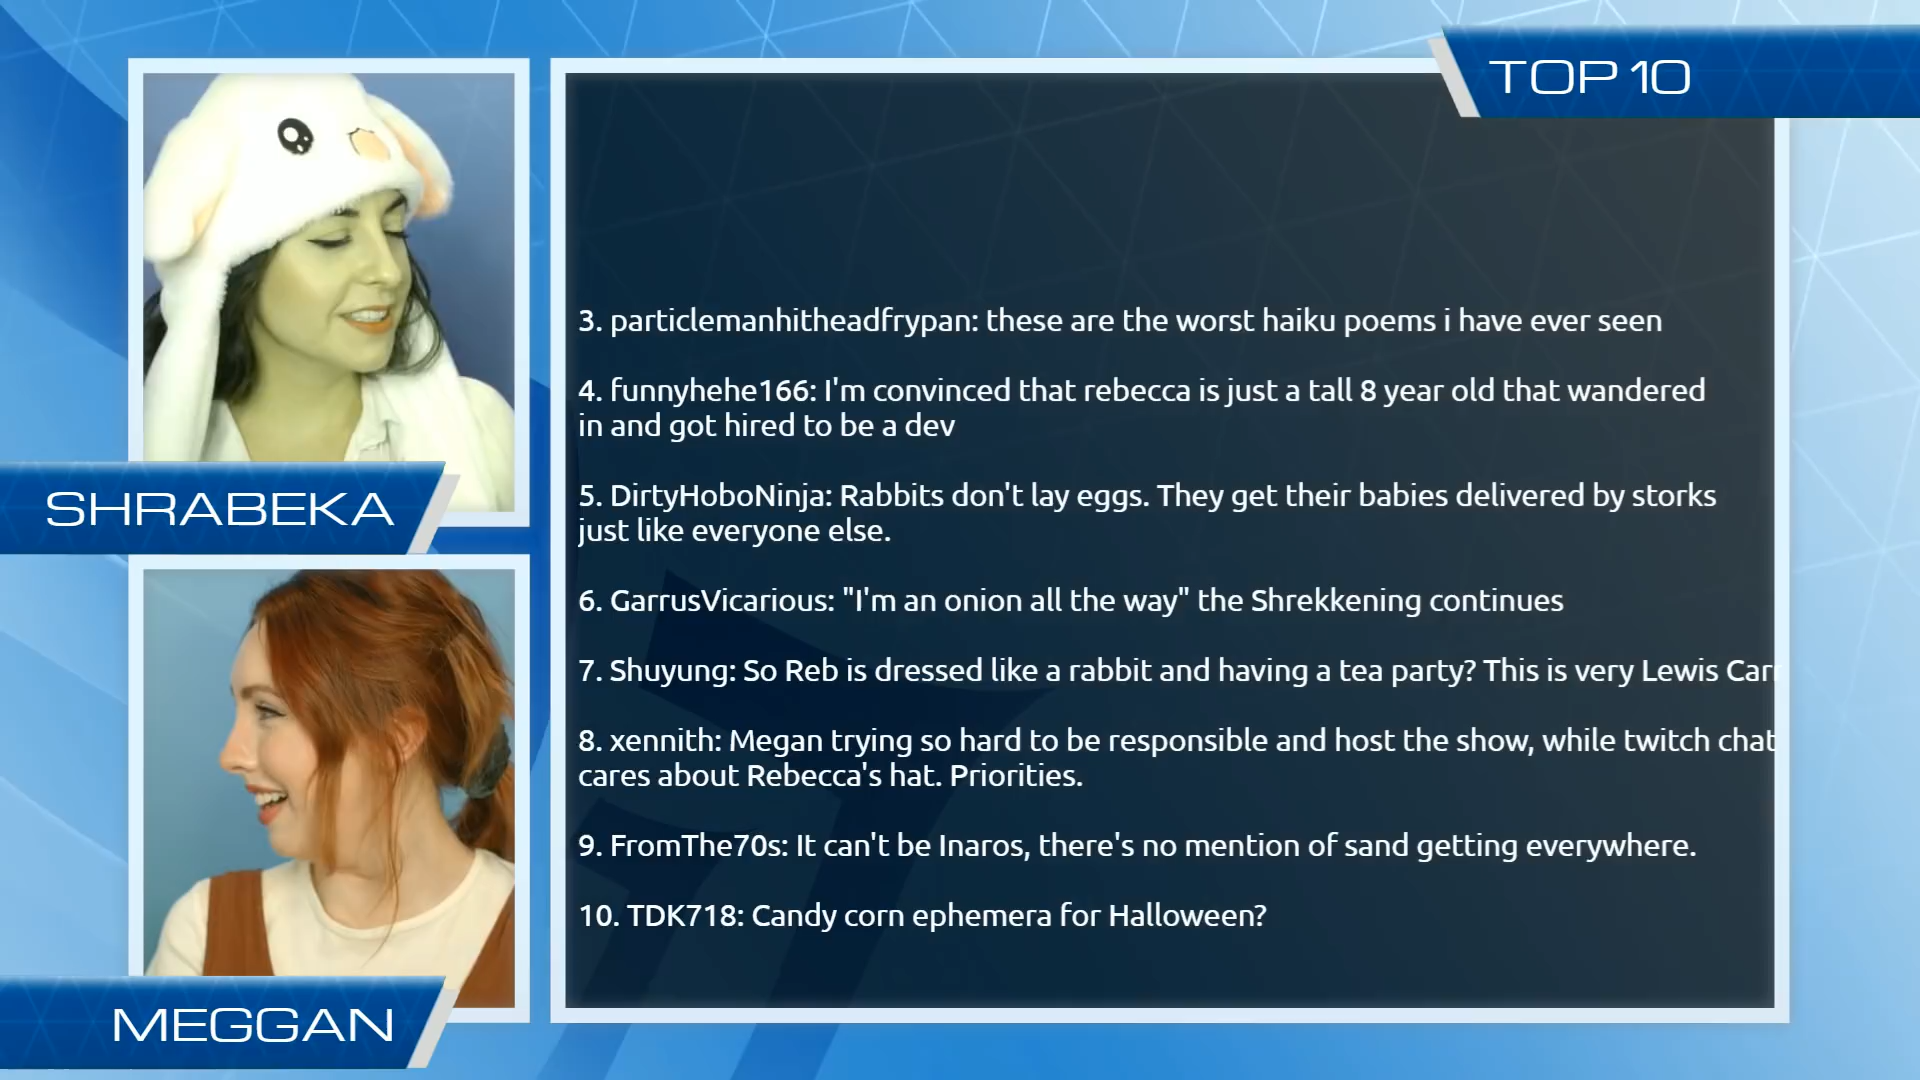 TOP 10
3. particlemanhitheadfrypan: these are the worst haiku poems i have ever seen
4. funnyhehe166: I'm convinced that rebecca is just a tall 8 year old that wandered
in and got hired to be a dev
5. DirtyHoboNinja: Rabbits don't lay eggs. They get their babies delivered by storks
just like everyone else.
6. GarrusVicarious: "I'm an onion all the way" the Shrekkening continues
7. Shuyung: So Reb is dressed like a rabbit and having a tea party? This is very Lewis Carr
8. xennith: Megan trying so hard to be responsible and host the show, while twitch chat
cares about Rebecca's hat. Priorities.
9. FromThe70s: It can't be Inaros, there's no mention of sand getting everywhere.
10. TDK718: Candy corn ephemera for Halloween?
SHRABEKA
MEGGAN